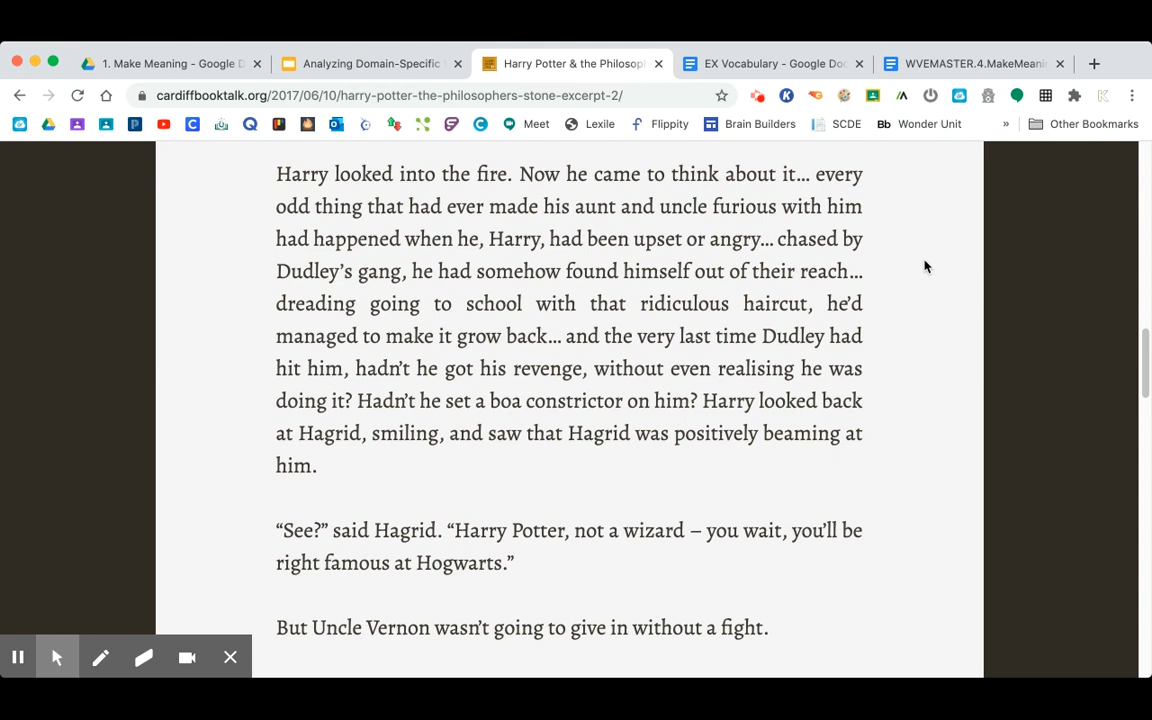 1. Make Meaning - Google D
Analyzing Domain-Specific
Harry Potter & the Philosoph
EX Vocabulary - Google Doc
WVEMASTER.4.MakeMeanin
cardiffbooktalk.org/2017/06/10/harry-potter-the-philosophers-stone-excerpt-2/
Meet
Lexile
Flippity
Brain Builders
SCDE
Bb Wonder Unit
»
Other Bookmarks
Harry looked into the fire. Now he came to think about it… every
odd thing that had ever made his aunt and uncle furious with him
had happened when he, Harry, had been upset or angry… chased by
Dudley’s gang, he had somehow found himself out of their reach…
dreading going to school with that ridiculous haircut, he’d
managed to make it grow back… and the very last time Dudley had
hit him, hadn’t he got his revenge, without even realising he was
doing it? Hadn’t he set a boa constrictor on him? Harry looked back
at Hagrid, smiling, and saw that Hagrid was positively beaming at
him.
“See?” said Hagrid. “Harry Potter, not a wizard – you wait, you’ll be
right famous at Hogwarts.”
But Uncle Vernon wasn’t going to give in without a fight.